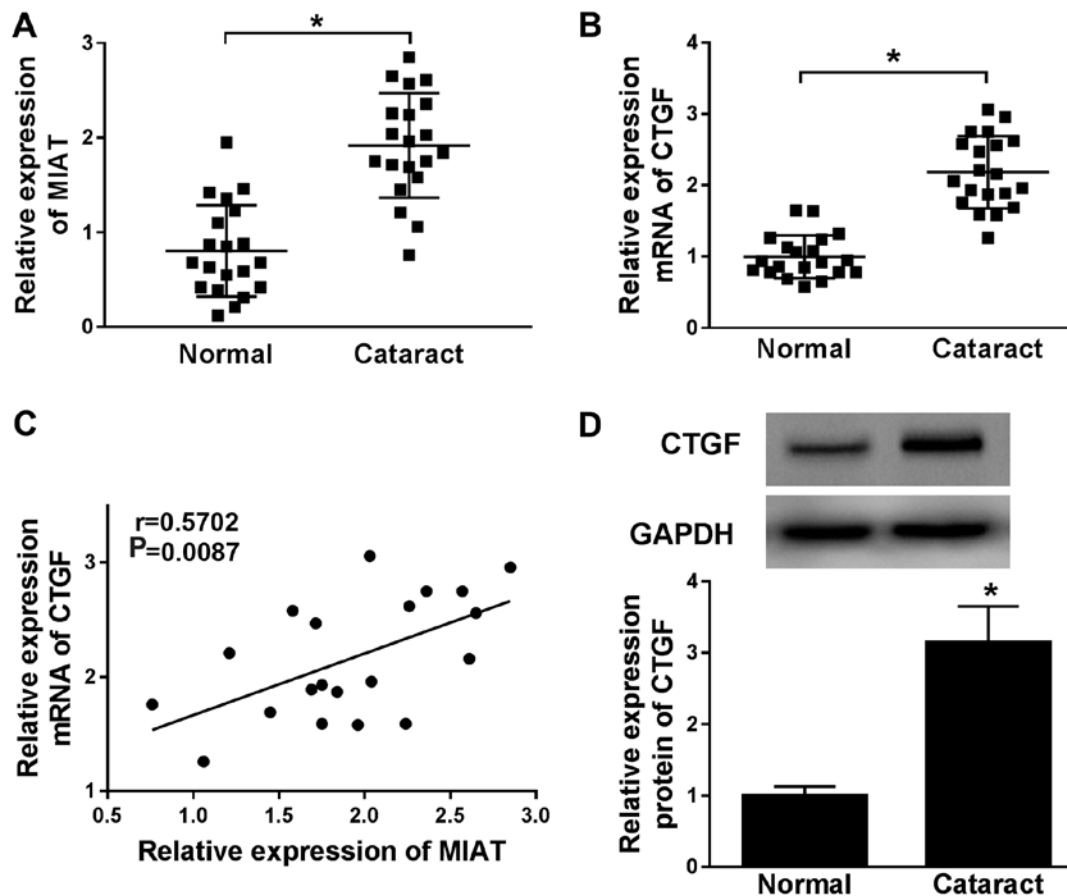 A
Relative expression
of MIAT
3
2
1
0
*
Normal
Cataract
B
Relative expression
mRNA of CTGF
4
3
2
1
0
*
Normal
Cataract
C
Relative expression
mRNA of CTGF
r=0.5702
P=0.0087
3
2
1
0.5
1.0
1.5
2.0
2.5
3.0
Relative expression of MIAT
D
CTGF
GAPDH
Relative expression
protein of CTGF
4
3
2
1
0
*
Normal
Cataract